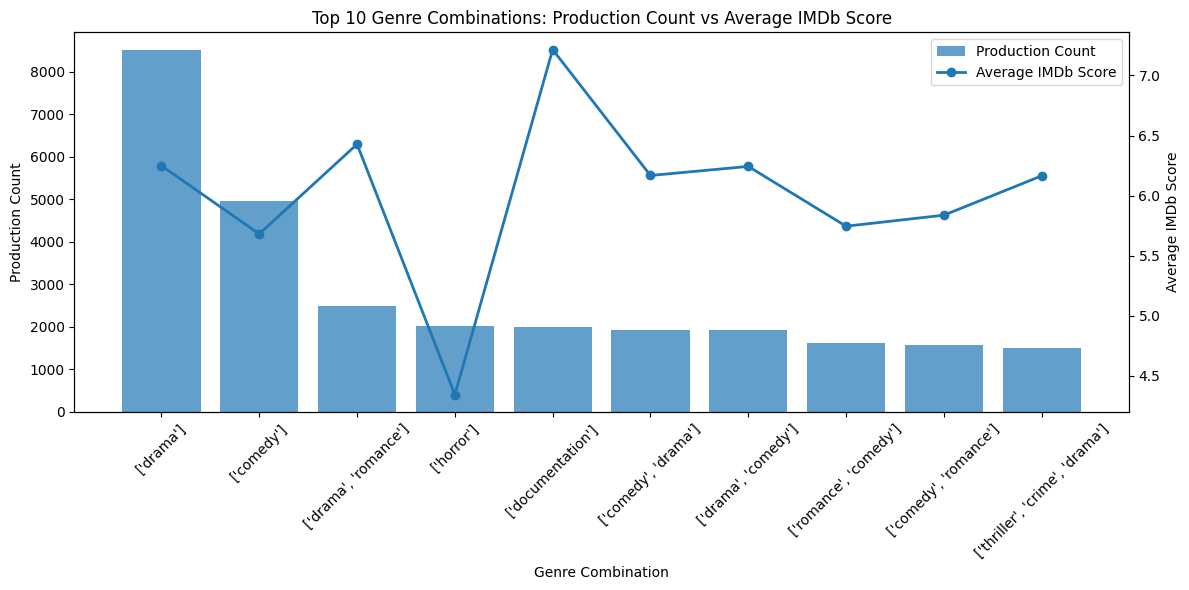 Top 10 Genre Combinations: Production Count vs Average IMDb Score
Production Count
Average IMDb Score
8000
7000
6000
5000
4000
3000
2000
1000
0
Production Count
7.0
6.5
6.0
5.5
5.0
4.5
Average IMDb Score
['drama']
['comedy']
['drama', 'romance']
['horror']
['documentation']
['comedy', 'drama']
['drama', 'comedy']
['romance', 'comedy']
['comedy', 'romance']
['thriller', 'crime', 'drama']
Genre Combination